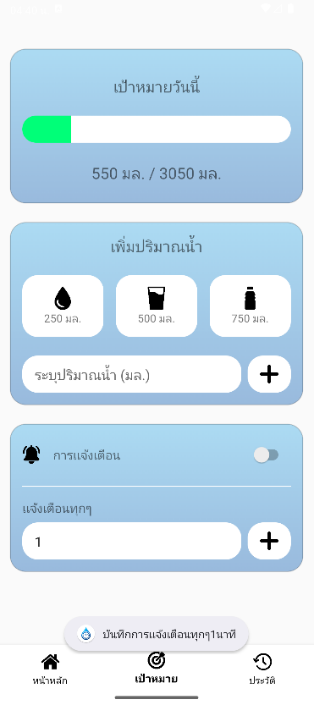 เป้าหมายวันนี้
550 มล. / 3050 มล.
เพิ่มปริมาณน้ำ
250 มล.
500 มล.
750 มล.
ระบุปริมาณน้ำ (มล.)
การแจ้งเตือน
แจ้งเตือนทุกๆ
1
บันทึกการแจ้งเตือนทุกๆ1นาที
หน้าหลัก
เป้าหมาย
ประวัติ